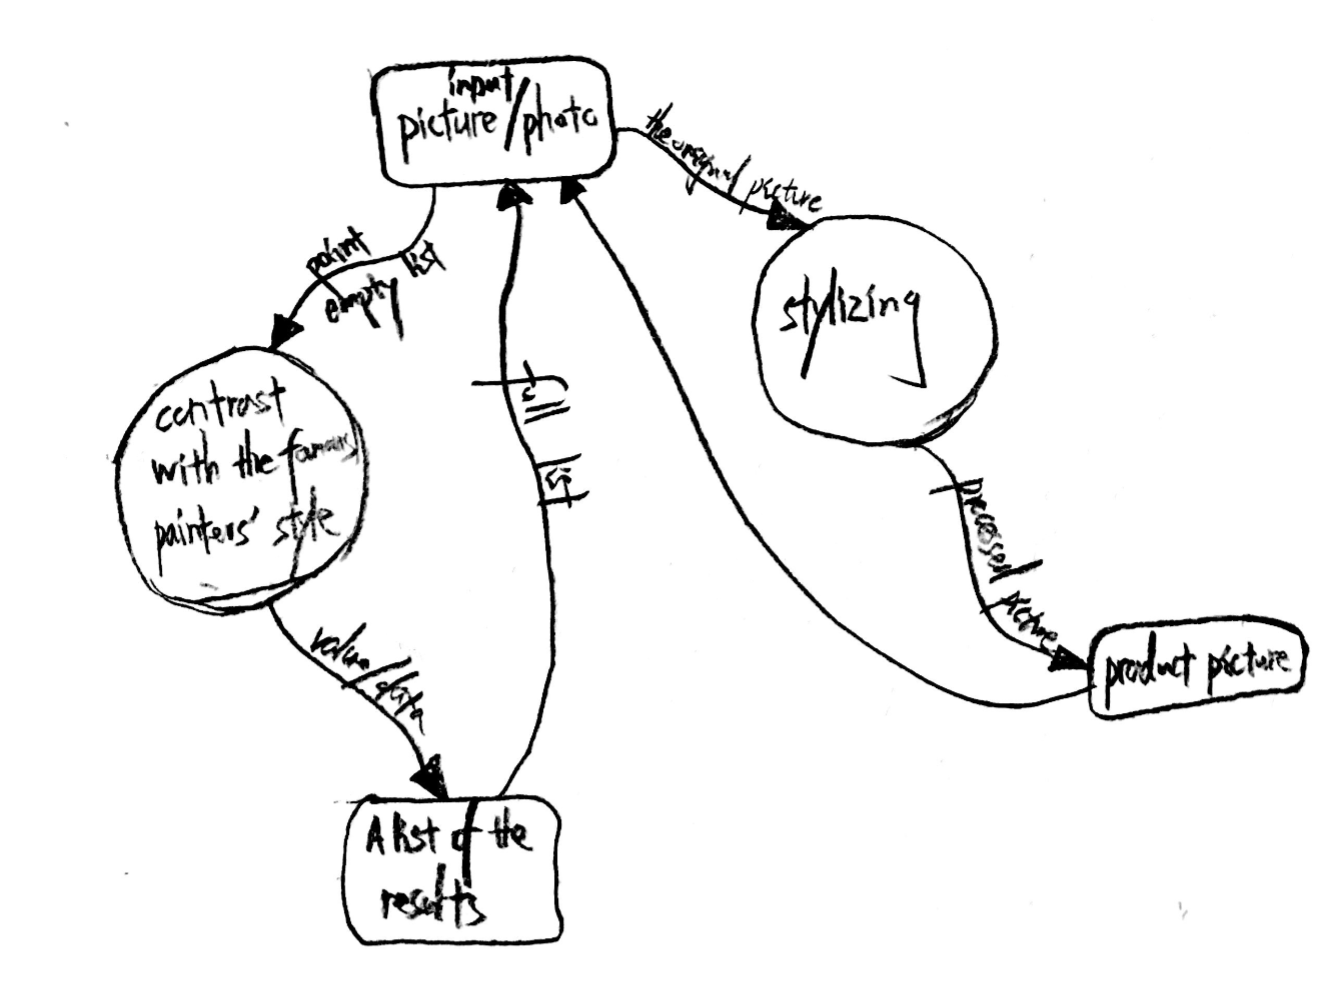 input
picture/photo
the original picture
point
list
empty
stylizing
contrast
with the famous
painters' style
list
processed picture
value/data
product picture
A list of the
results